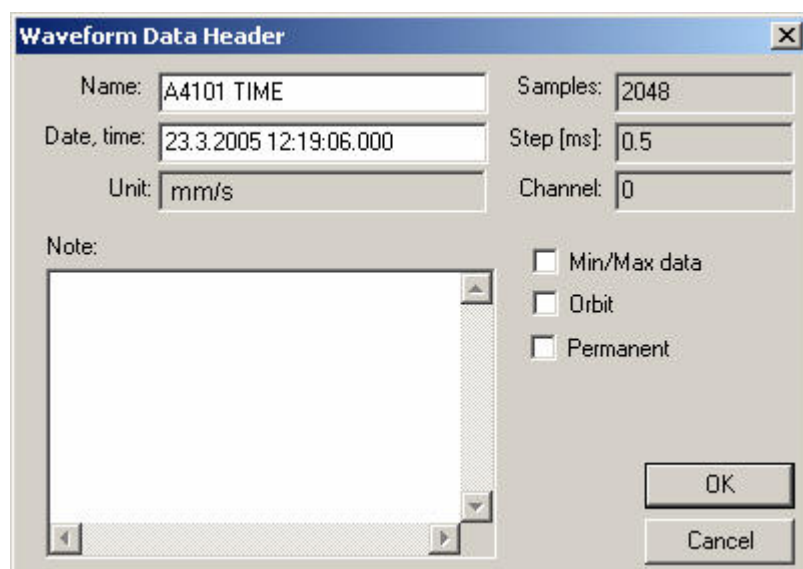 Waveform Data Header
Name: A4101 TIME Samples: 2048
Date, time: 23.3.2005 12:19:06.000 Step [ms]: 0.5
Unit: mm/s Channel: 0
Note:
Min/Max data
Orbit
Permanent
OK
Cancel